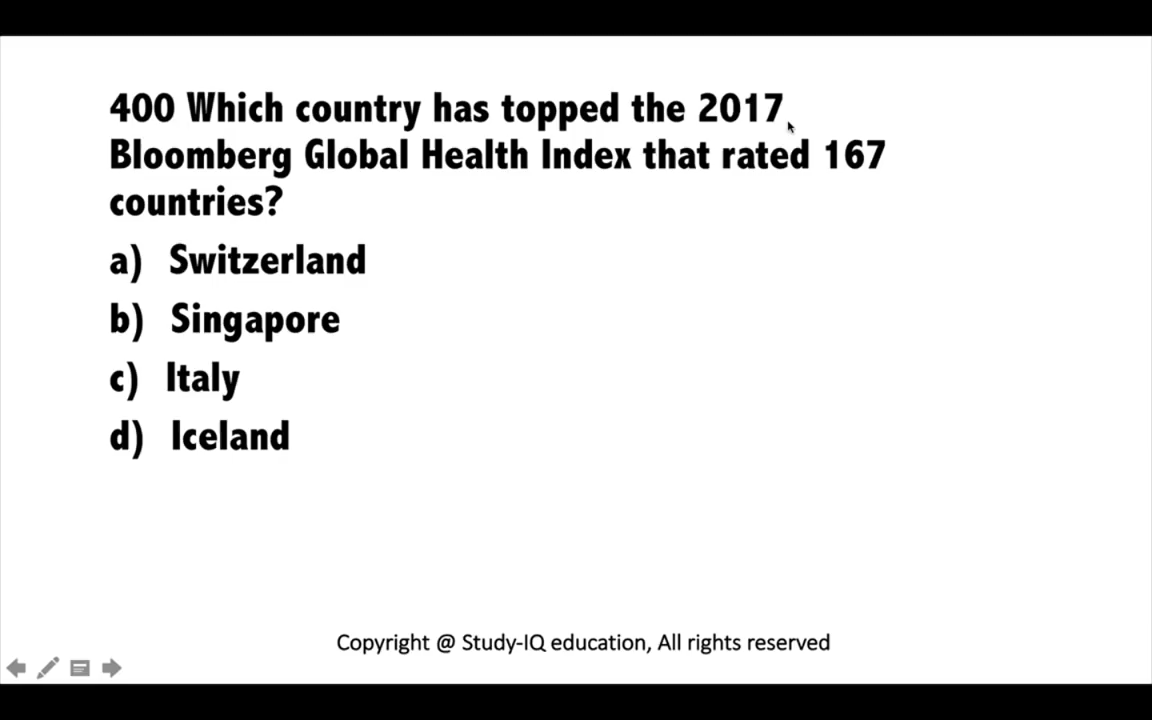 400 Which country has topped the 2017
Bloomberg Global Health Index that rated 167
countries?
a) Switzerland
b) Singapore
c) Italy
d) Iceland
Copyright @ Study-IQ education, All rights reserved